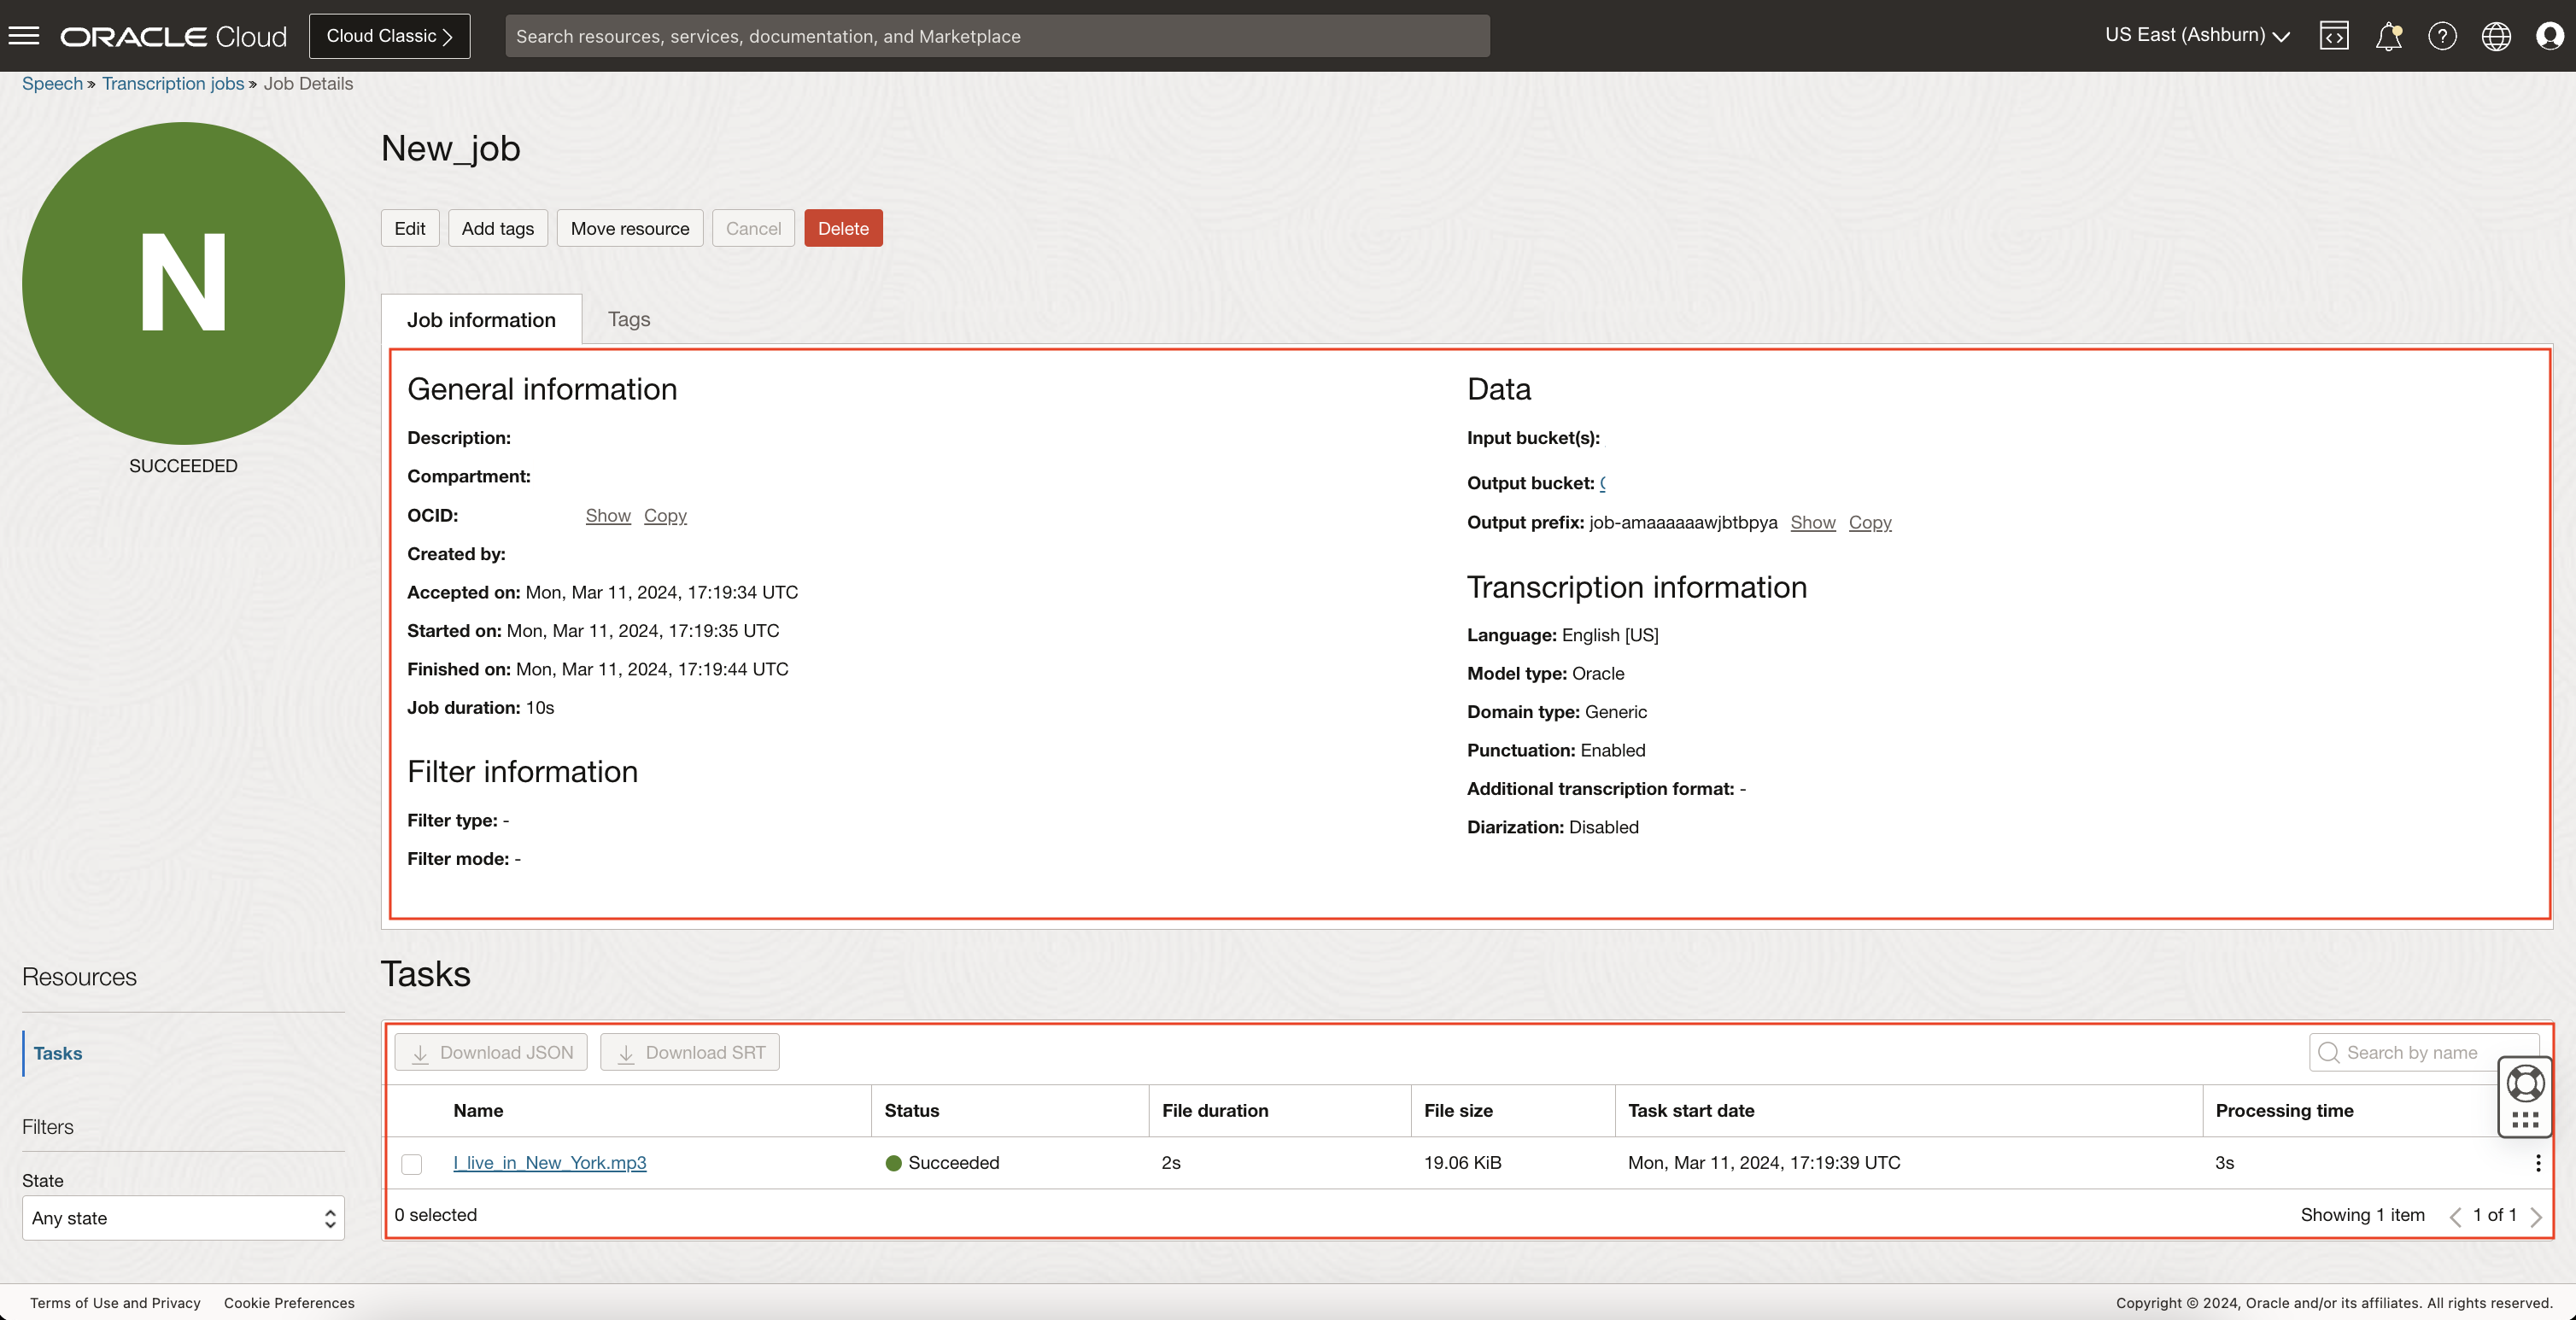 ORACLE Cloud
Cloud Classic
Search resources, services, documentation, and Marketplace
US East (Ashburn)
Speech » Transcription jobs » Job Details
N
SUCCEEDED
New_job
Edit
Add tags
Move resource
Cancel
Delete
Job information
Tags
General information
Description:
Compartment:
OCID: Show Copy
Created by:
Accepted on: Mon, Mar 11, 2024, 17:19:34 UTC
Started on: Mon, Mar 11, 2024, 17:19:35 UTC
Finished on: Mon, Mar 11, 2024, 17:19:44 UTC
Job duration: 10s
Filter information
Filter type: -
Filter mode: -
Data
Input bucket(s):
Output bucket:
Output prefix: job-amaaaaaawjbtbpya Show Copy
Transcription information
Language: English [US]
Model type: Oracle
Domain type: Generic
Punctuation: Enabled
Additional transcription format: -
Diarization: Disabled
Resources
Tasks
Filters
State
Any state
Tasks
Download JSON
Download SRT
Search by name
Name Status File duration File size Task start date Processing time
I_live_in_New_York.mp3 Succeeded 2s 19.06 KiB Mon, Mar 11, 2024, 17:19:39 UTC 3s
0 selected
Showing 1 item
1 of 1
Terms of Use and Privacy
Cookie Preferences
Copyright © 2024, Oracle and/or its affiliates. All rights reserved.